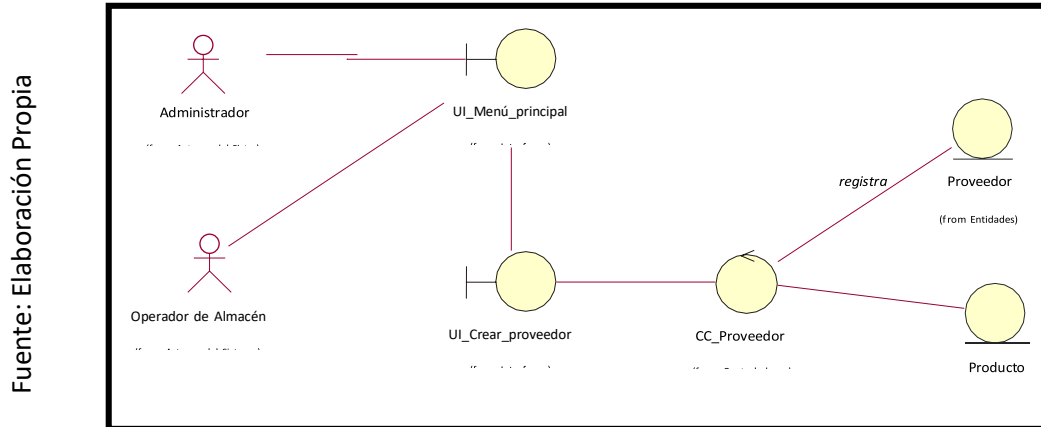 Fuente: Elaboración Propia
Administrador
UI_Menú_principal
registra
Proveedor
(from Entidades)
Operador de Almacén
UI_Crear_proveedor
CC_Proveedor
Producto